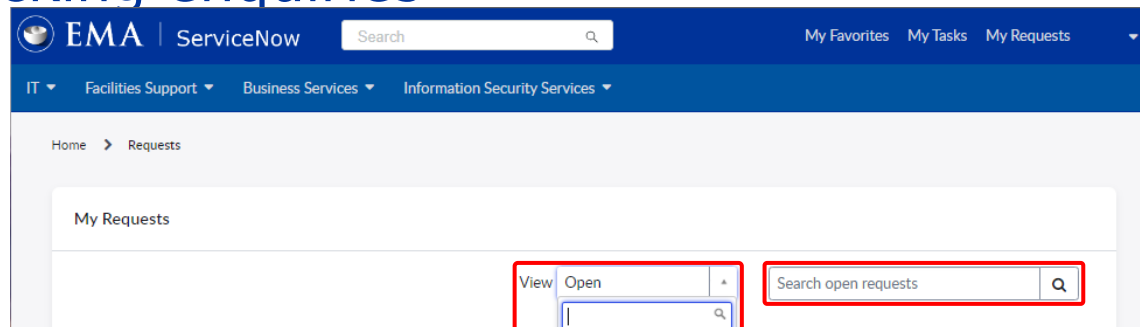 EMA ServiceNow Search My Favorites My Tasks My Requests
IT Facilities Support Business Services Information Security Services
Home Requests
My Requests
View Open Search open requests